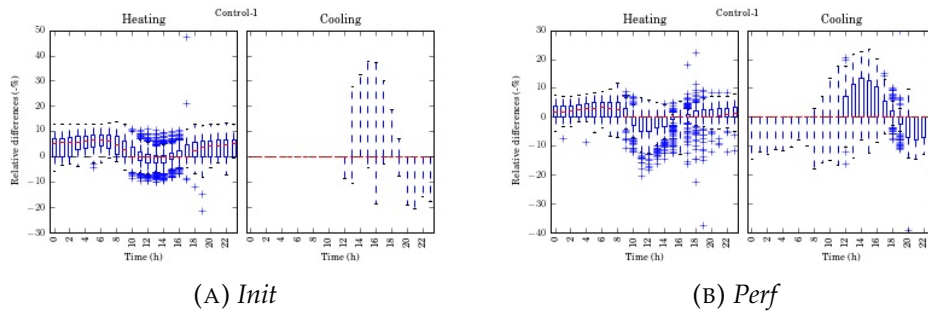 Control-1
Heating Cooling
Relative differences (-%)
50
40
30
20
10
0
−10
−20
−30
0 2 4 6 8 10 12 14 16 18 20 22
0 2 4 6 8 10 12 14 16 18 20 22
Time (h) Time (h)
(A) Init
Control-1
Heating Cooling
Relative differences (-%)
30
20
10
0
−10
−20
−30
−40
0 2 4 6 8 10 12 14 16 18 20 22
0 2 4 6 8 10 12 14 16 18 20 22
Time (h) Time (h)
(B) Perf